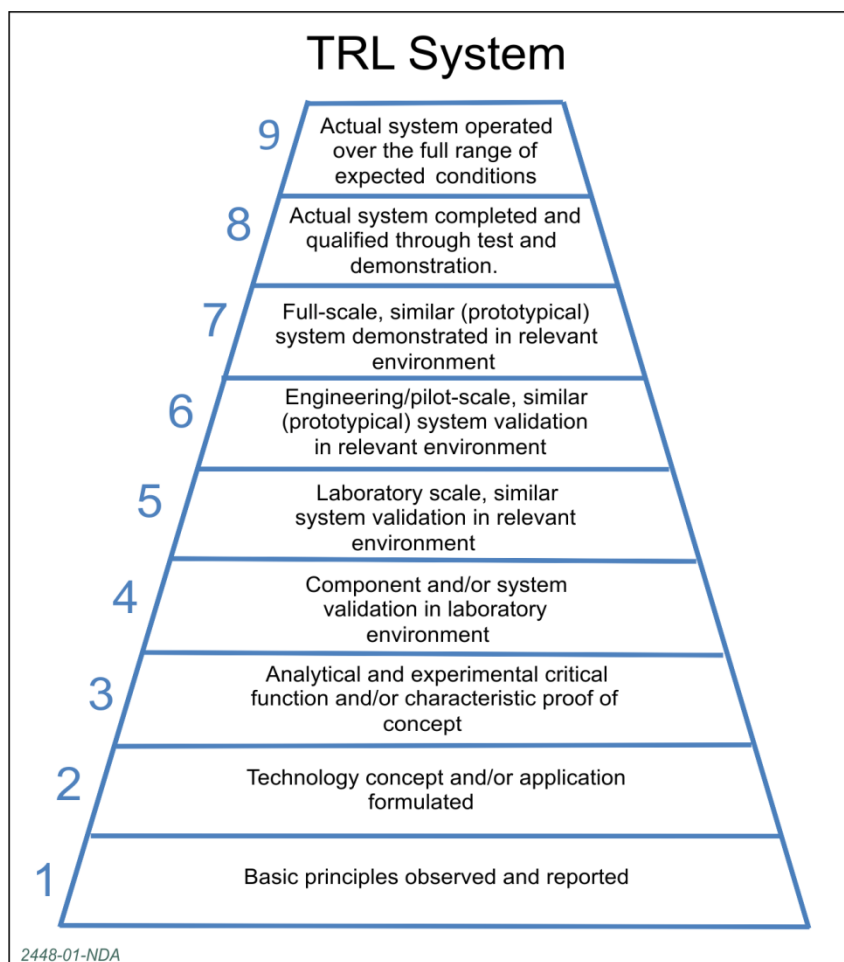 TRL System
9
Actual system operated
over the full range of
expected conditions
8
Actual system completed and
qualified through test and
demonstration.
7
Full-scale, similar (prototypical)
system demonstrated in relevant
environment
6
Engineering/pilot-scale, similar
(prototypical) system validation
in relevant environment
5
Laboratory scale, similar
system validation in relevant
environment
4
Component and/or system
validation in laboratory
environment
3
Analytical and experimental critical
function and/or characteristic proof of
concept
2
Technology concept and/or application
formulated
1
Basic principles observed and reported
2448-01-NDA